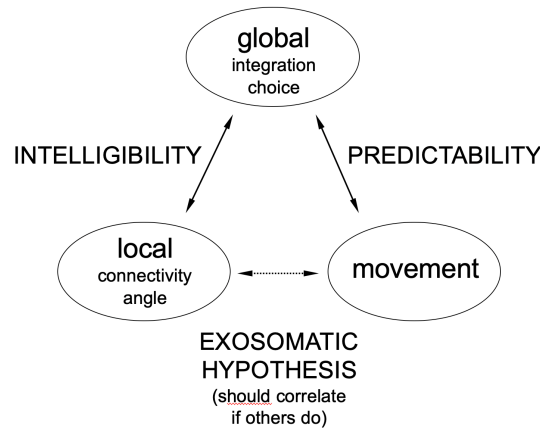 global
integration
choice
INTELLIGIBILITY
PREDICTABILITY
local
connectivity
angle
movement
EXOSOMATIC
HYPOTHESIS
(should correlate
if others do)